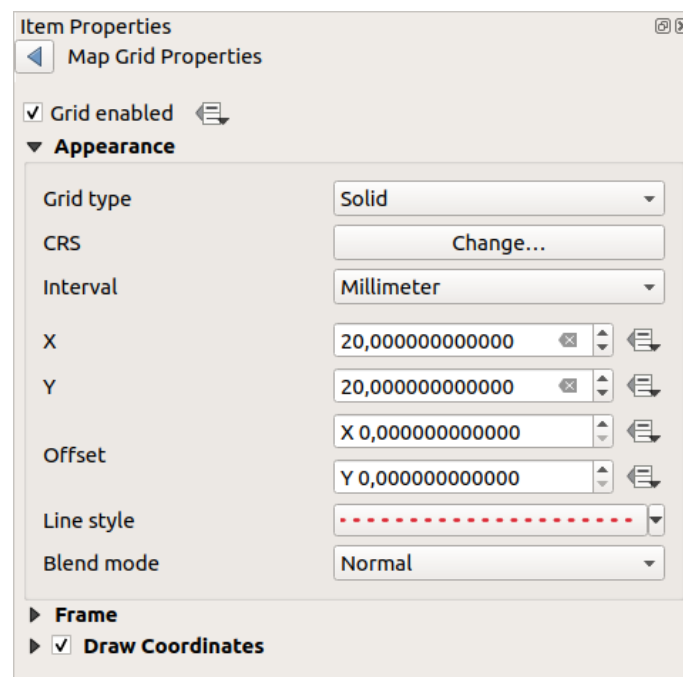 Item Properties
Map Grid Properties
Grid enabled
Appearance
Grid type Solid
CRS Change...
Interval Millimeter
X 20,000000000000
Y 20,000000000000
Offset X 0,000000000000
Y 0,000000000000
Line style
Blend mode Normal
Frame
Draw Coordinates